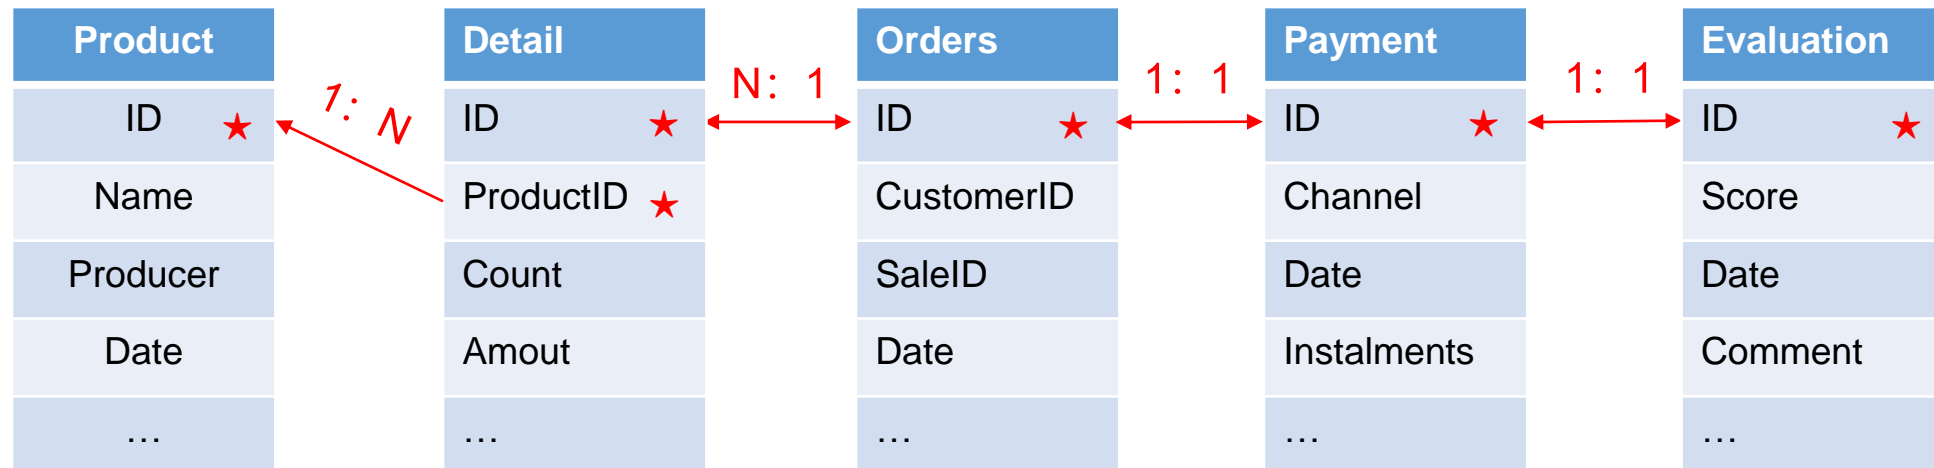 Product
ID
Name
Producer
Date
…
1: N
Detail
ID
ProductID
Count
Amout
…
N: 1
Orders
ID
CustomerID
SaleID
Date
…
1: 1
Payment
ID
Channel
Date
Instalments
…
1: 1
Evaluation
ID
Score
Date
Comment
…